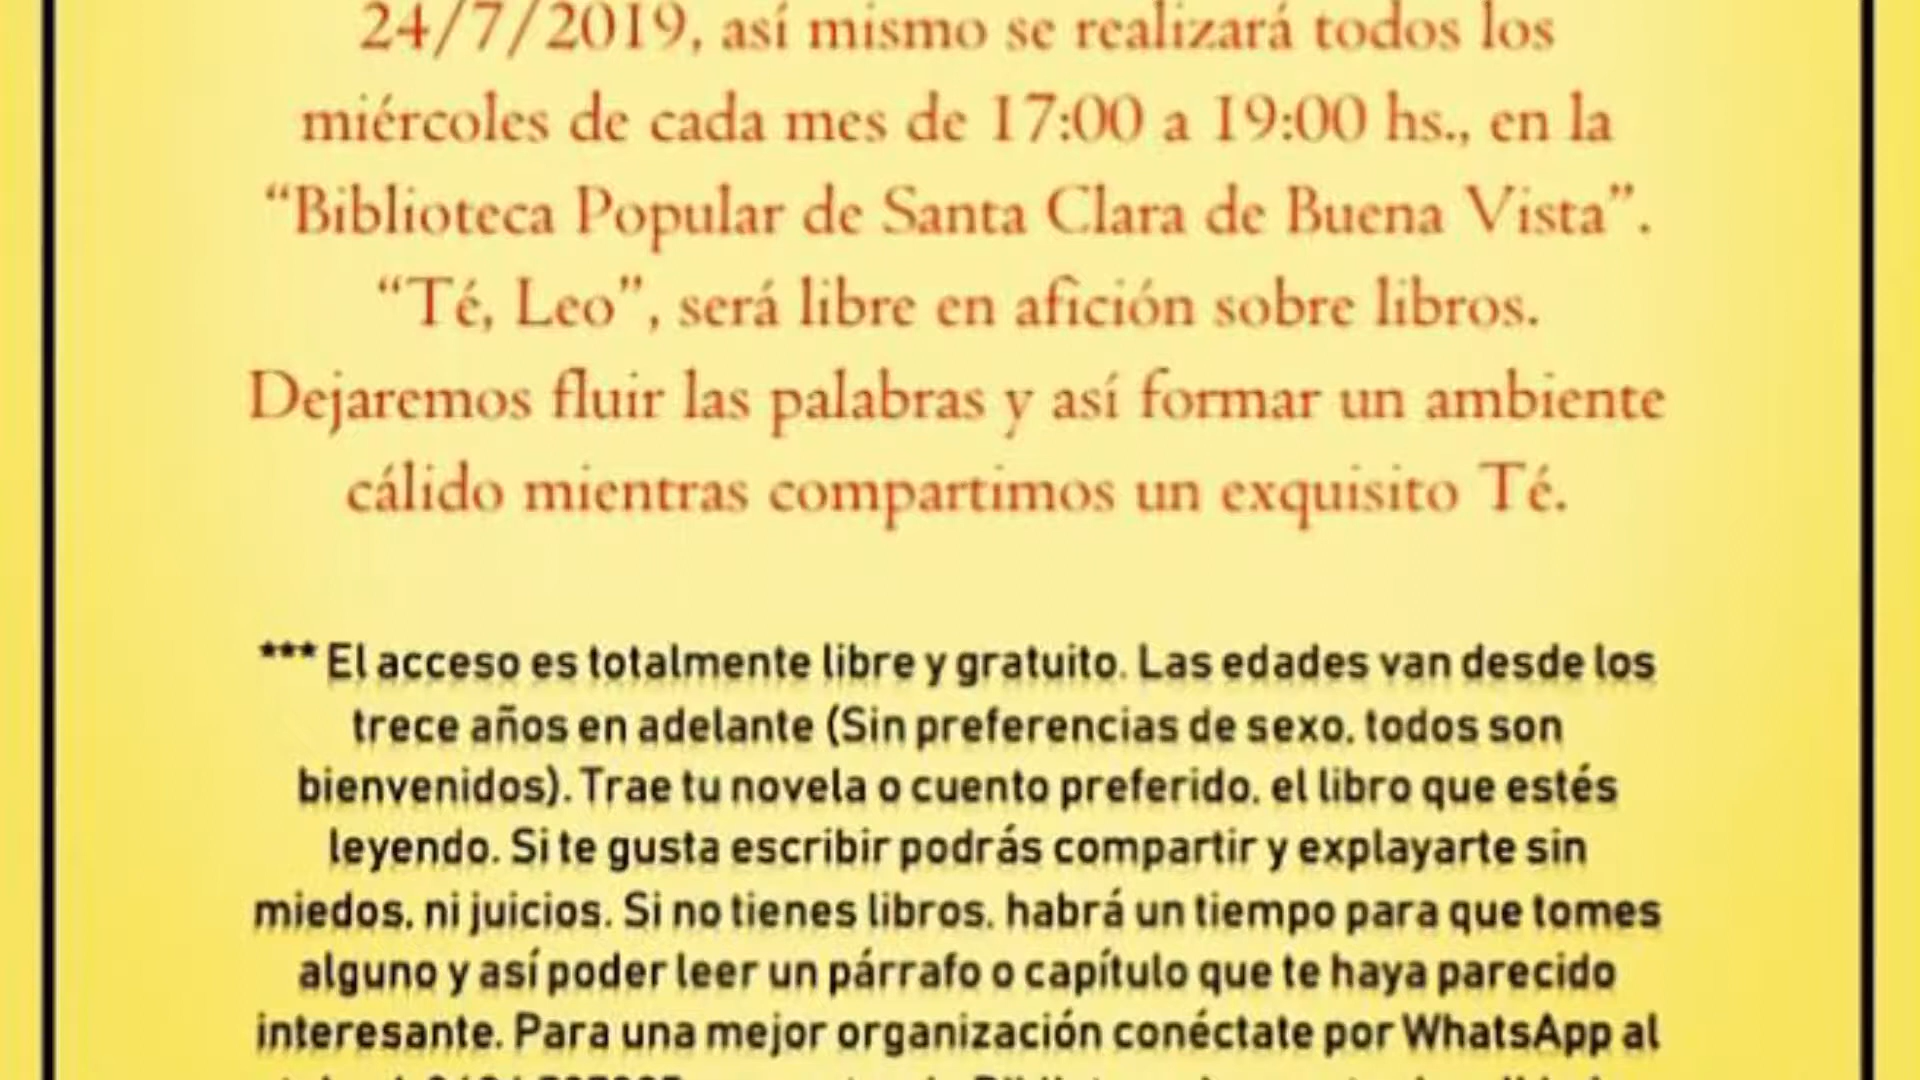 24/7/2019, así mismo se realizará todos los
miércoles de cada mes de 17:00 a 19:00 hs., en la
“Biblioteca Popular de Santa Clara de Buena Vista”.
“Té, Leo”, será libre en afición sobre libros.
Dejaremos fluir las palabras y así formar un ambiente
cálido mientras compartimos un exquisito Té.
*** El acceso es totalmente libre y gratuito. Las edades van desde los
trece años en adelante (Sin preferencias de sexo, todos son
bienvenidos). Trae tu novela o cuento preferido, el libro que estés
leyendo. Si te gusta escribir podrás compartir y explayarte sin
miedos, ni juicios. Si no tienes libros, habrá un tiempo para que tomes
alguno y así poder leer un párrafo o capítulo que te haya parecido
interesante. Para una mejor organización conéctate por WhatsApp al